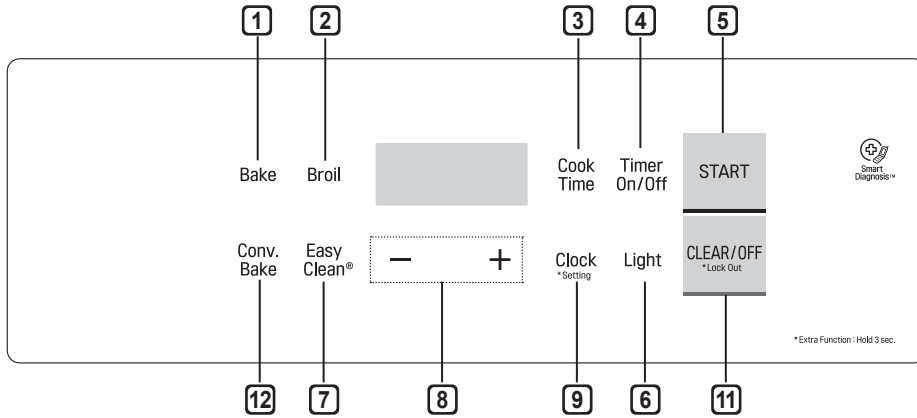 1 2 3 4 5
Bake Broil
Cook
Time
Timer
On/Off
START
Smart
Diagnosis™
Conv.
Bake
Easy
Clean®
− +
Clock
*Setting
Light
CLEAR/OFF
*Lock Out
*Extra Function : Hold 3 sec.
12 7 8 9 6 11